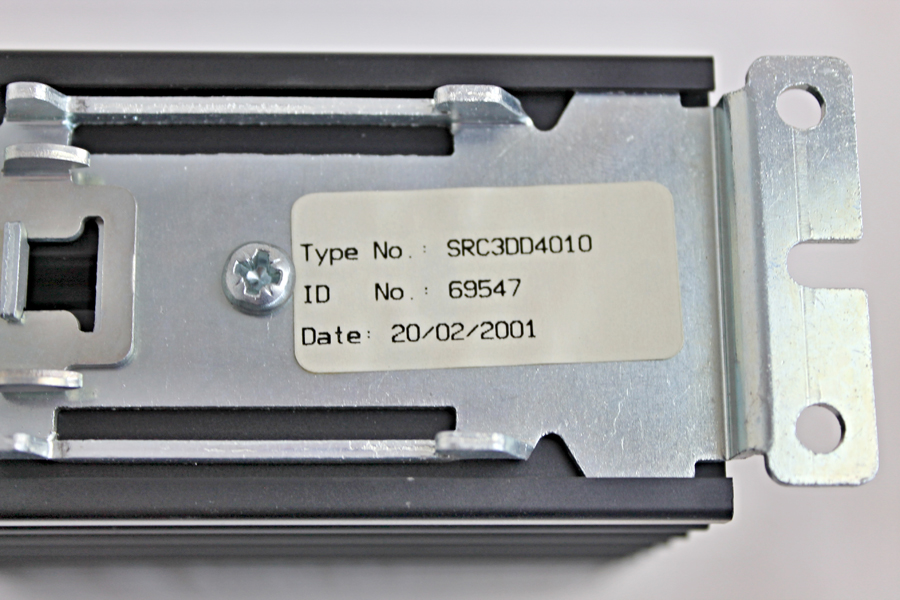 Type No.: SRC3DD4010
ID No.: 69547
Date: 20/02/2001